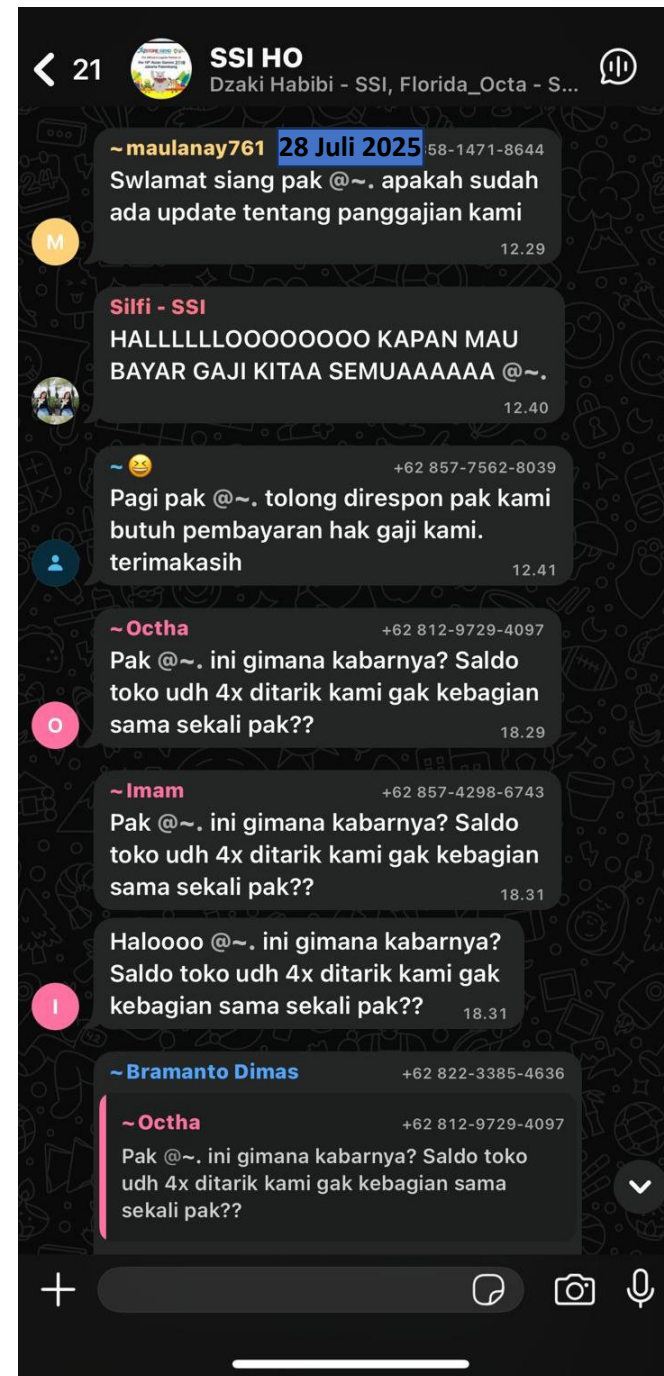 21
SSI HO
Dzaki Habibi - SSI, Florida_Octa - S...
~maulanay761 28 Juli 2025 58-1471-8644
Swlamat siang pak @~. apakah sudah
ada update tentang panggajian kami
12.29
M
Silfi - SSI
HALLLLLLOOOOOOOO KAPAN MAU
BAYAR GAJI KITAA SEMUAAAAAA @~.
12.40
~😆 +62 857-7562-8039
Pagi pak @~. tolong direspon pak kami
butuh pembayaran hak gaji kami.
terimakasih 12.41
~Octha +62 812-9729-4097
Pak @~. ini gimana kabarnya? Saldo
toko udh 4x ditarik kami gak kebagian
sama sekali pak?? 18.29
O
~Imam +62 857-4298-6743
Pak @~. ini gimana kabarnya? Saldo
toko udh 4x ditarik kami gak kebagian
sama sekali pak?? 18.31
Haloooo @~. ini gimana kabarnya?
Saldo toko udh 4x ditarik kami gak
kebagian sama sekali pak?? 18.31
I
~Bramanto Dimas +62 822-3385-4636
~Octha +62 812-9729-4097
Pak @~. ini gimana kabarnya? Saldo toko
udh 4x ditarik kami gak kebagian sama
sekali pak??